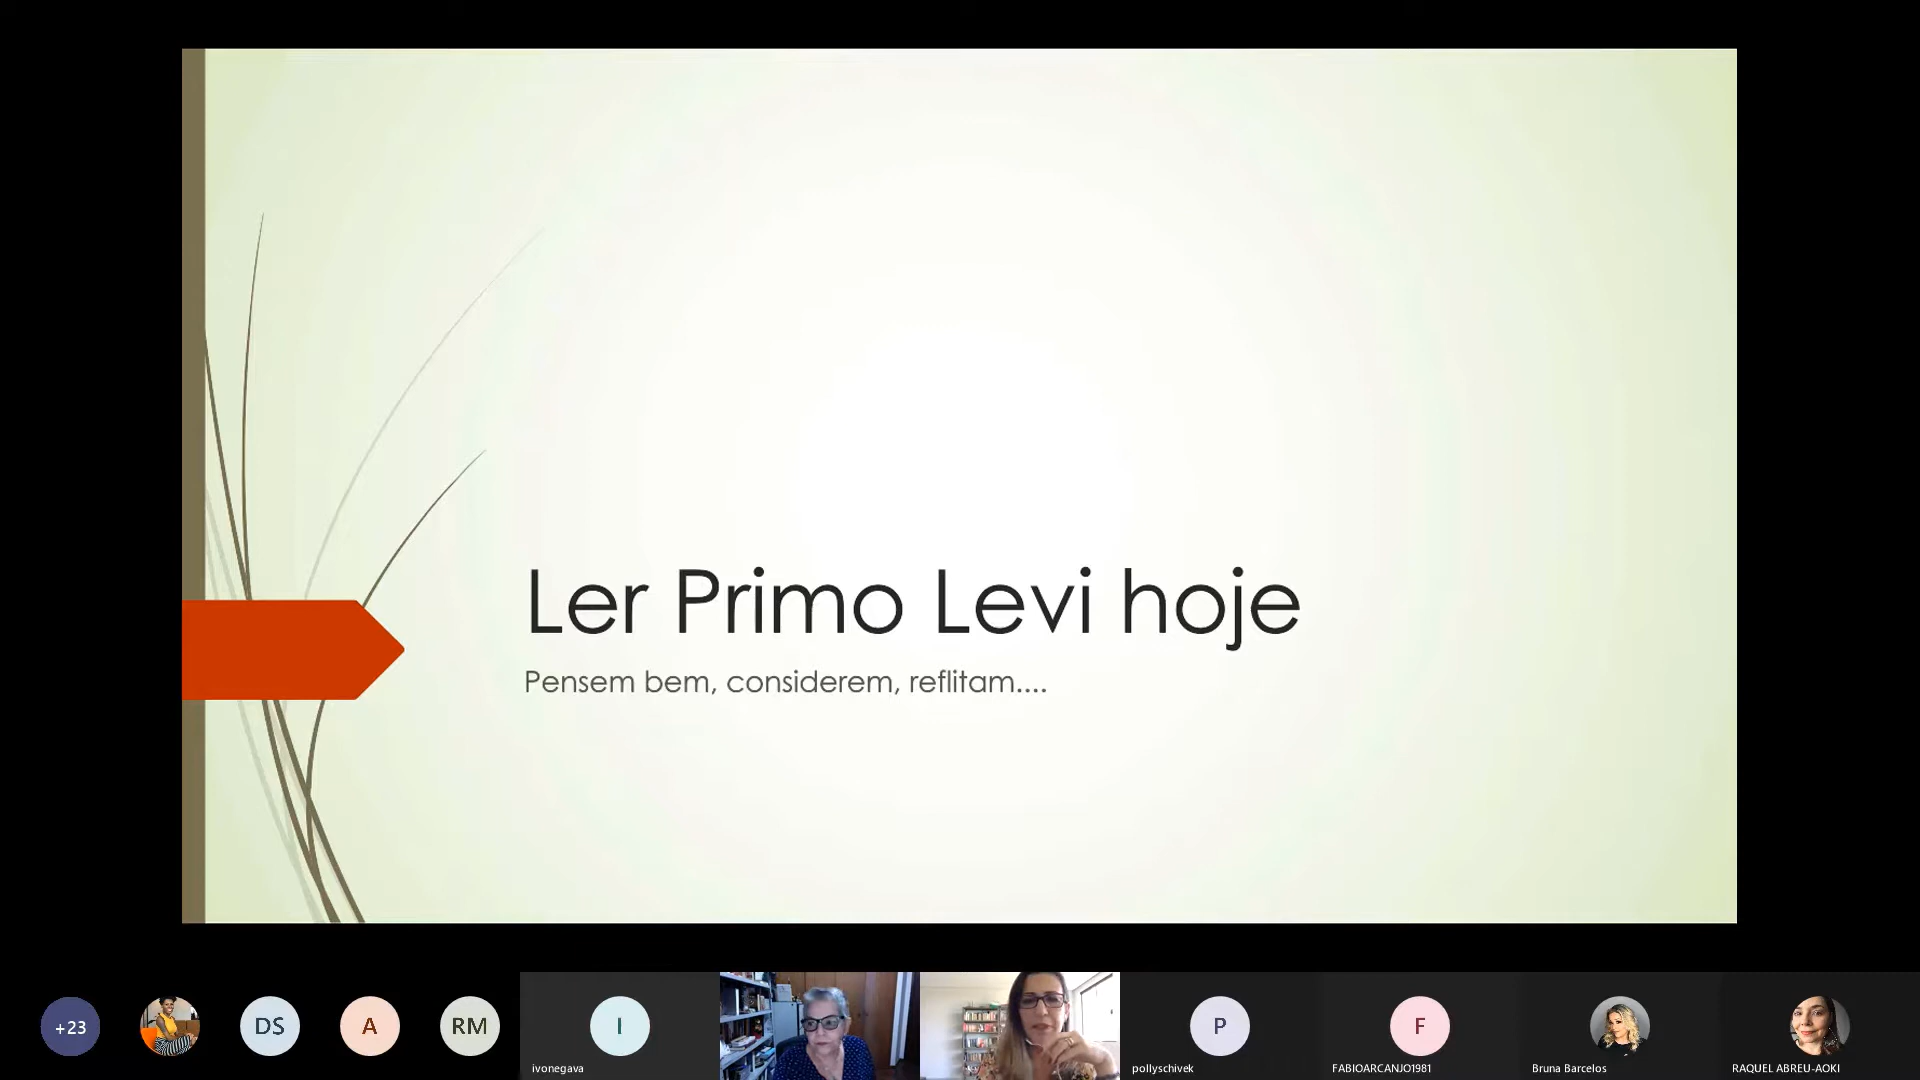 Ler Primo Levi hoje
Pensem bem, considerem, reflitam....
+23
DS
A
RM
I
ivonegava
P
pollyschivek
F
FABIOARCANJO1981
Bruna Barcelos
RAQUEL ABREU-AOKI